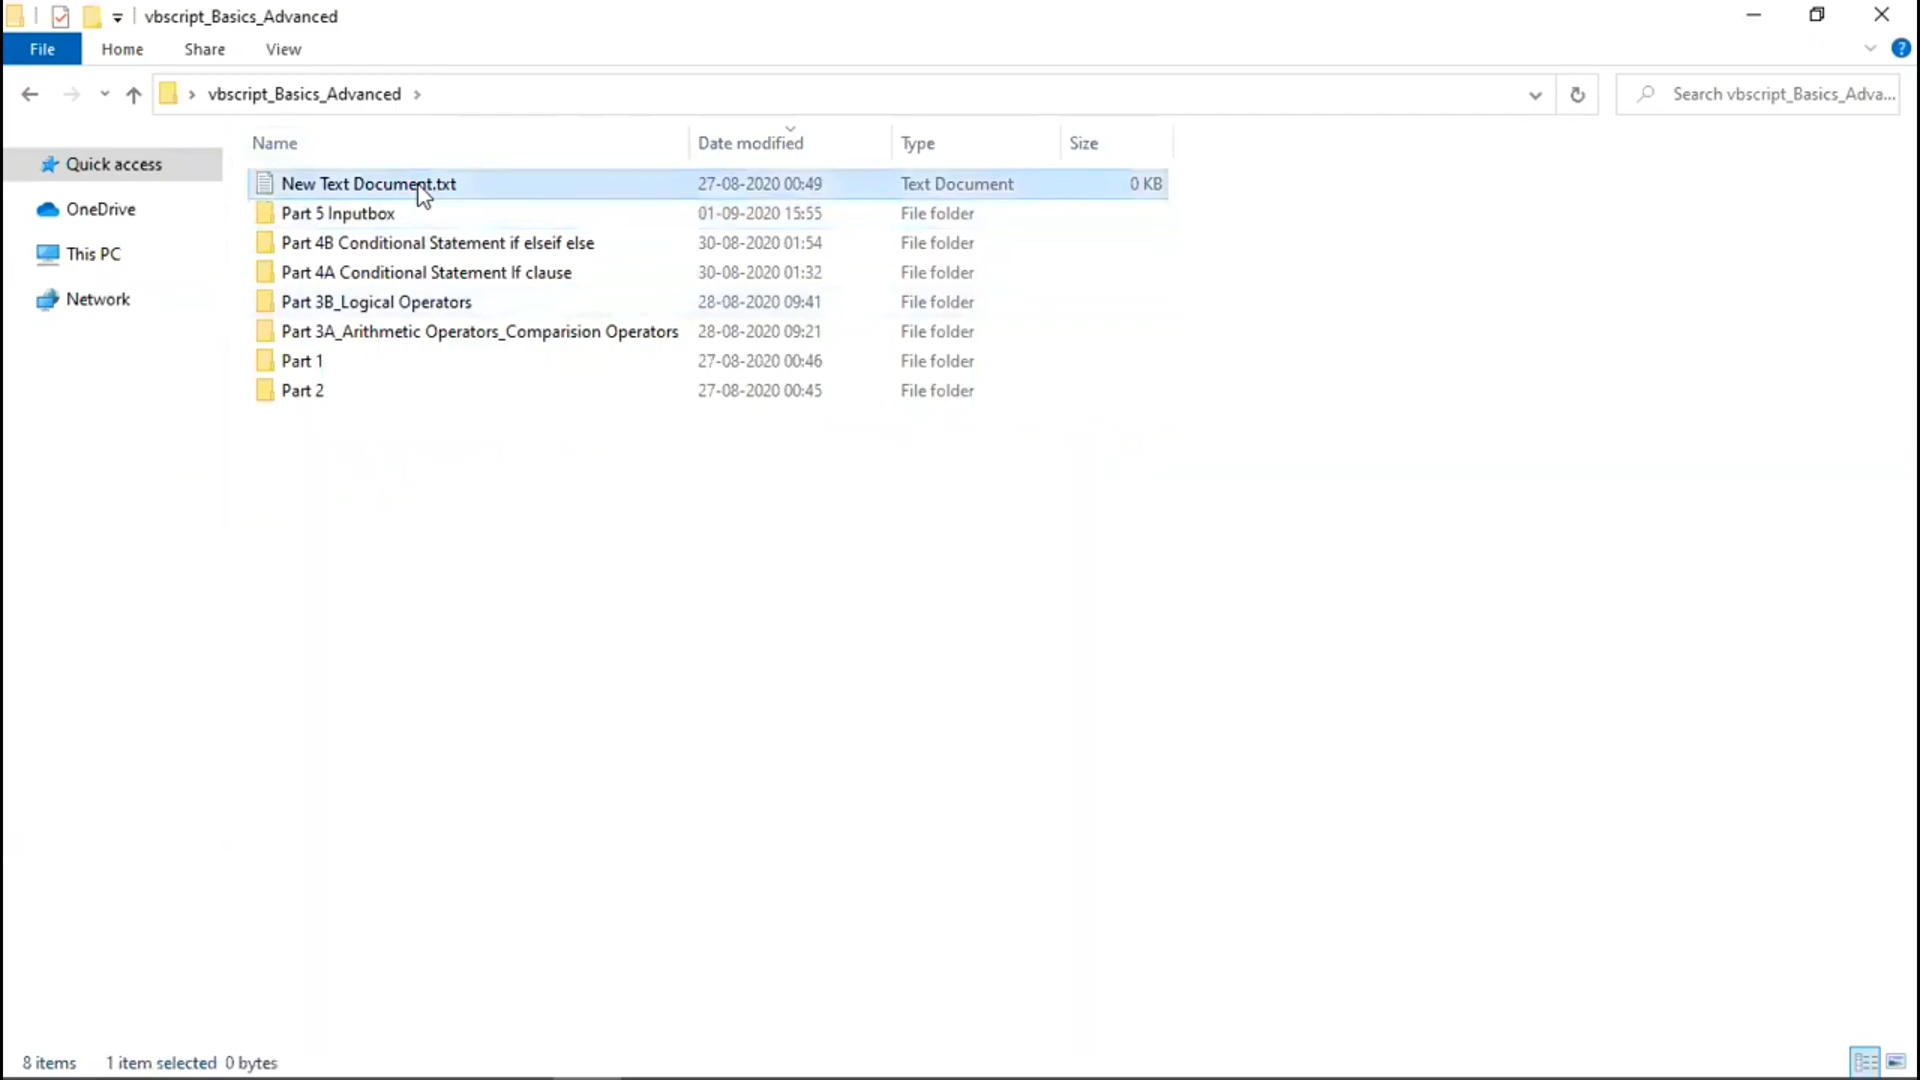 vbscript_Basics_Advanced
File Home Share View
vbscript_Basics_Advanced
Search vbscript_Basics_Adva...
Name Date modified Type Size
Quick access
OneDrive
This PC
Network
New Text Document.txt 27-08-2020 00:49 Text Document 0 KB
Part 5 Inputbox 01-09-2020 15:55 File folder
Part 4B Conditional Statement if elseif else 30-08-2020 01:54 File folder
Part 4A Conditional Statement If clause 30-08-2020 01:32 File folder
Part 3B_Logical Operators 28-08-2020 09:41 File folder
Part 3A_Arithmetic Operators_Comparision Operators 28-08-2020 09:21 File folder
Part 1 27-08-2020 00:46 File folder
Part 2 27-08-2020 00:45 File folder
8 items 1 item selected 0 bytes